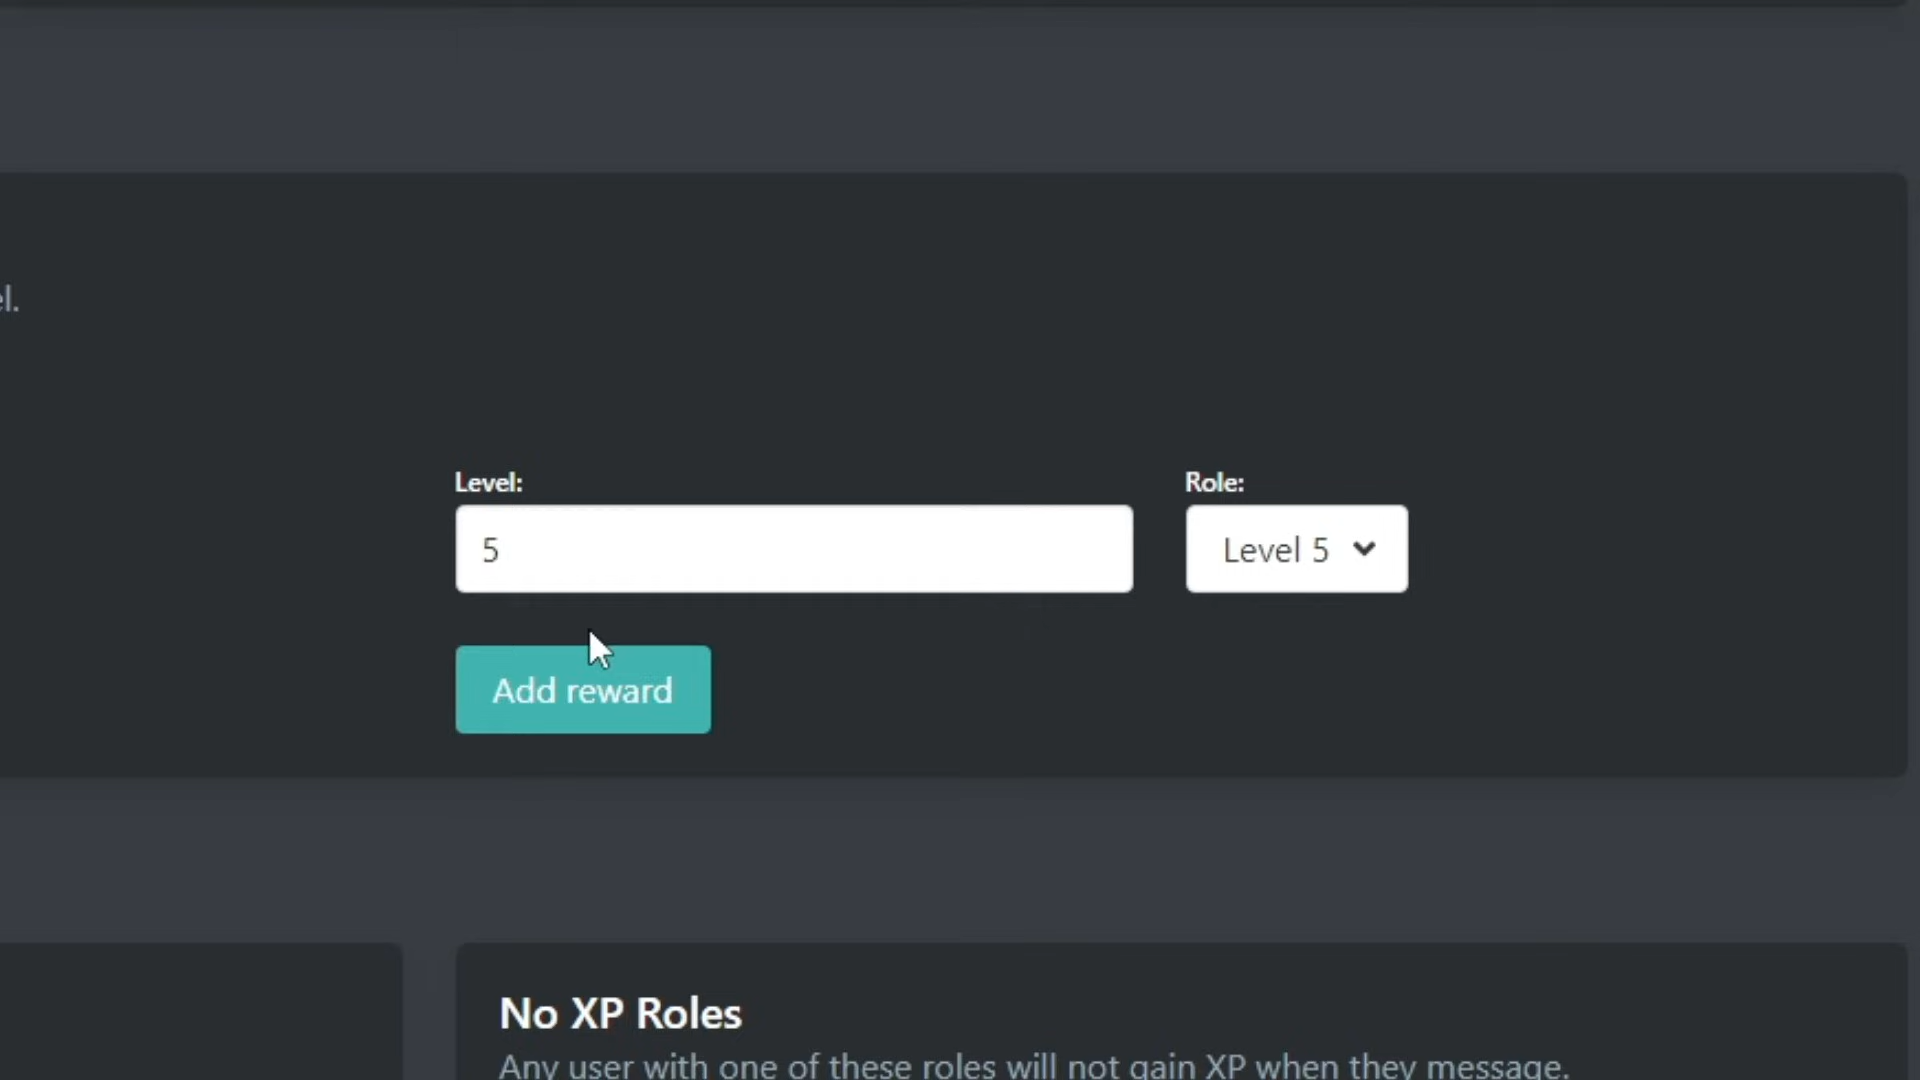 el.
Level:
Role:
5
Level 5
Add reward
No XP Roles
Any user with one of these roles will not gain XP when they message.